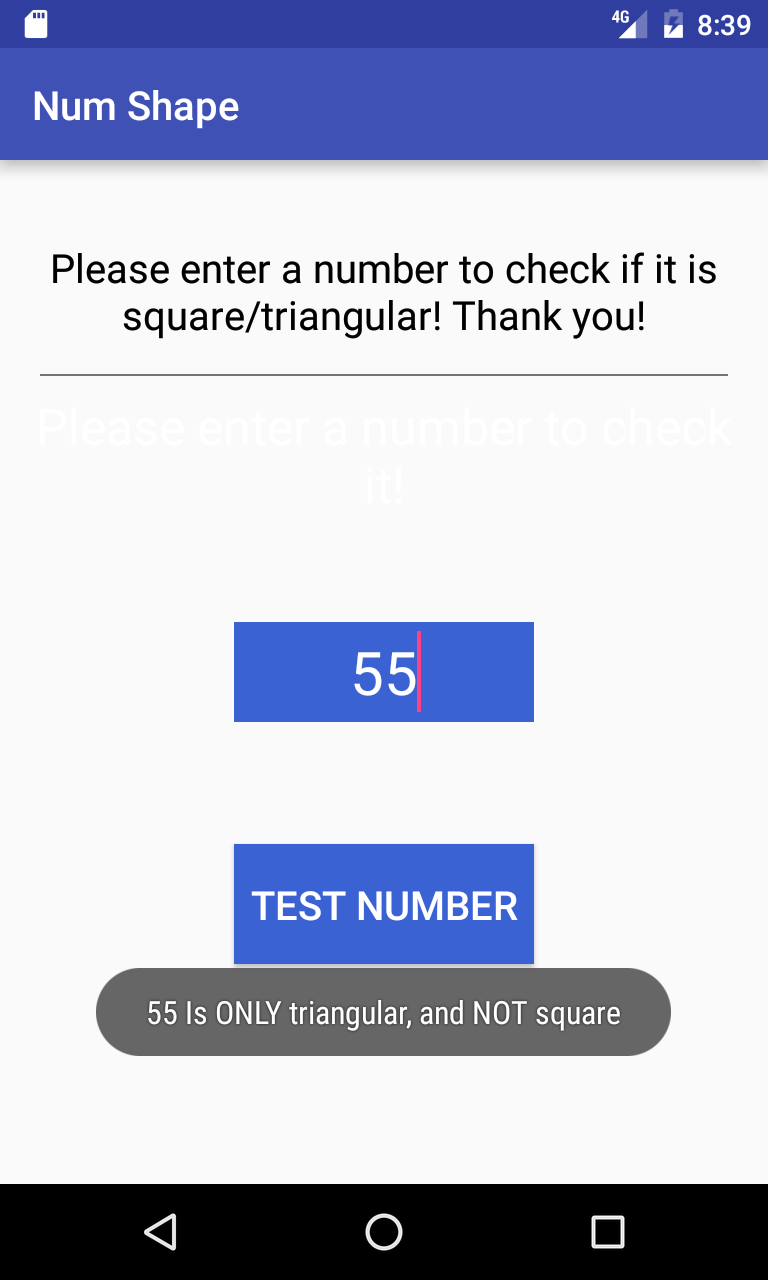 4G 8:39
Num Shape
Please enter a number to check if it is
square/triangular! Thank you!
Please enter a number to check
it!
55
TEST NUMBER
55 Is ONLY triangular, and NOT square